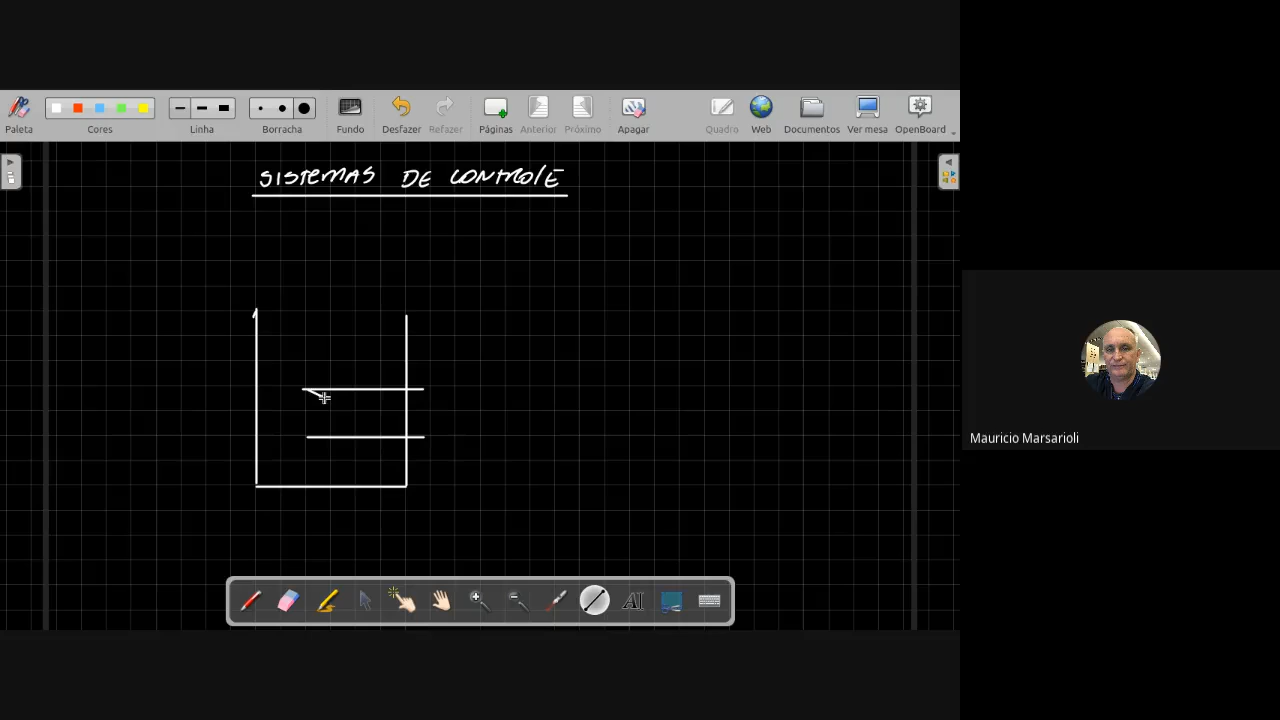 Paleta Cores Linha Borracha Fundo Desfazer Refazer Páginas Anterior Próximo Apagar Quadro Web Documentos Ver mesa OpenBoard
SISTEMAS DE CONTROLE
Mauricio Marsarioli
AI